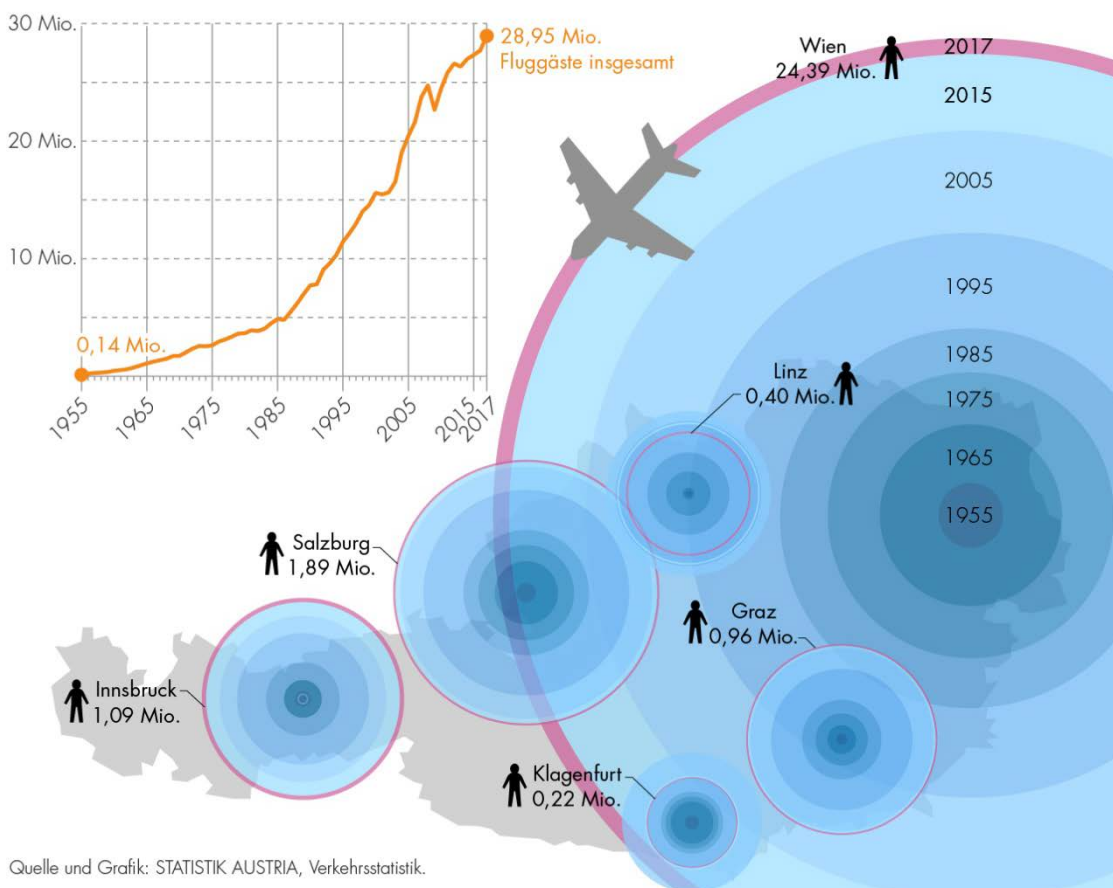 30 Mio.
20 Mio.
10 Mio.
28,95 Mio.
Fluggäste insgesamt
0,14 Mio.
1955
1965
1975
1985
1995
2005
2015
2017
Wien
24,39 Mio.
2017
2015
2005
1995
1985
1975
1965
1955
Linz
0,40 Mio.
Salzburg
1,89 Mio.
Graz
0,96 Mio.
Innsbruck
1,09 Mio.
Klagenfurt
0,22 Mio.
Quelle und Grafik: STATISTIK AUSTRIA, Verkehrsstatistik.